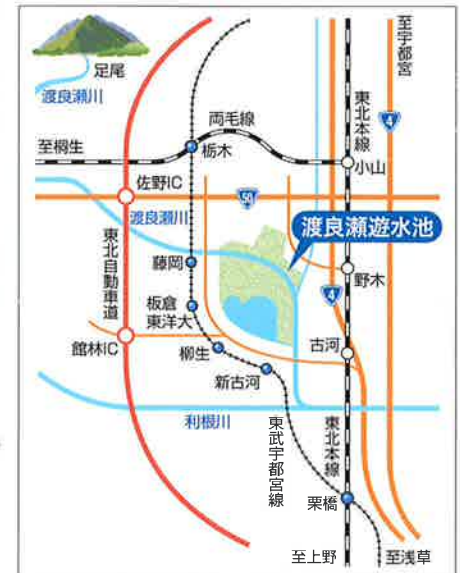 足尾
渡良瀬川
至宇都宮
東北本線
4
両毛線
至桐生
栃木
小山
佐野IC
50
渡良瀬川
渡良瀬遊水池
東北自動車道
藤岡
野木
4
板倉
東洋大
館林IC
柳生
古河
新古河
利根川
東武宇都宮線
東北本線
栗橋
至上野
至浅草